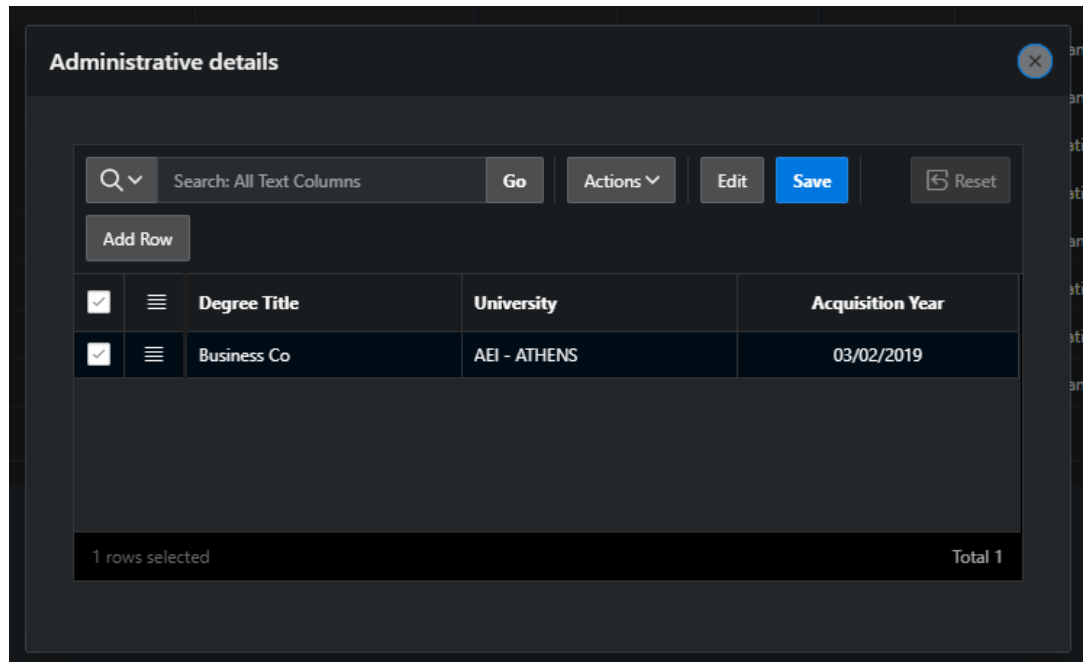 Administrative details
Search: All Text Columns Go Actions Edit Save Reset
Add Row
Degree Title University Acquisition Year
Business Co AEI - ATHENS 03/02/2019
1 rows selected Total 1